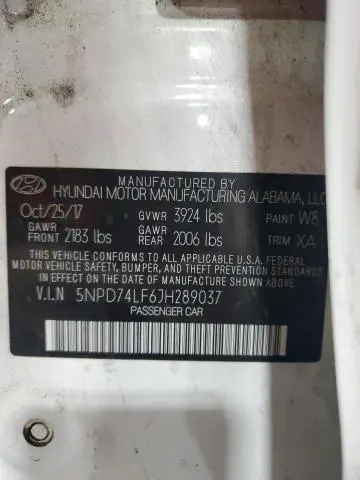 MANUFACTURED BY
HYUNDAI MOTOR MANUFACTURING ALABAMA, LLC
Oct/25/17 GVWR 3924 lbs PAINT W8
GAWR FRONT 2183 lbs GAWR REAR 2006 lbs TRIM XA
THIS VEHICLE CONFORMS TO ALL APPLICABLE FEDERAL
MOTOR VEHICLE SAFETY, BUMPER, AND THEFT PREVENTION STANDARDS
IN EFFECT ON THE DATE OF MANUFACTURE SHOWN ABOVE.
V.I.N 5NPD74LF6JH289037
PASSENGER CAR